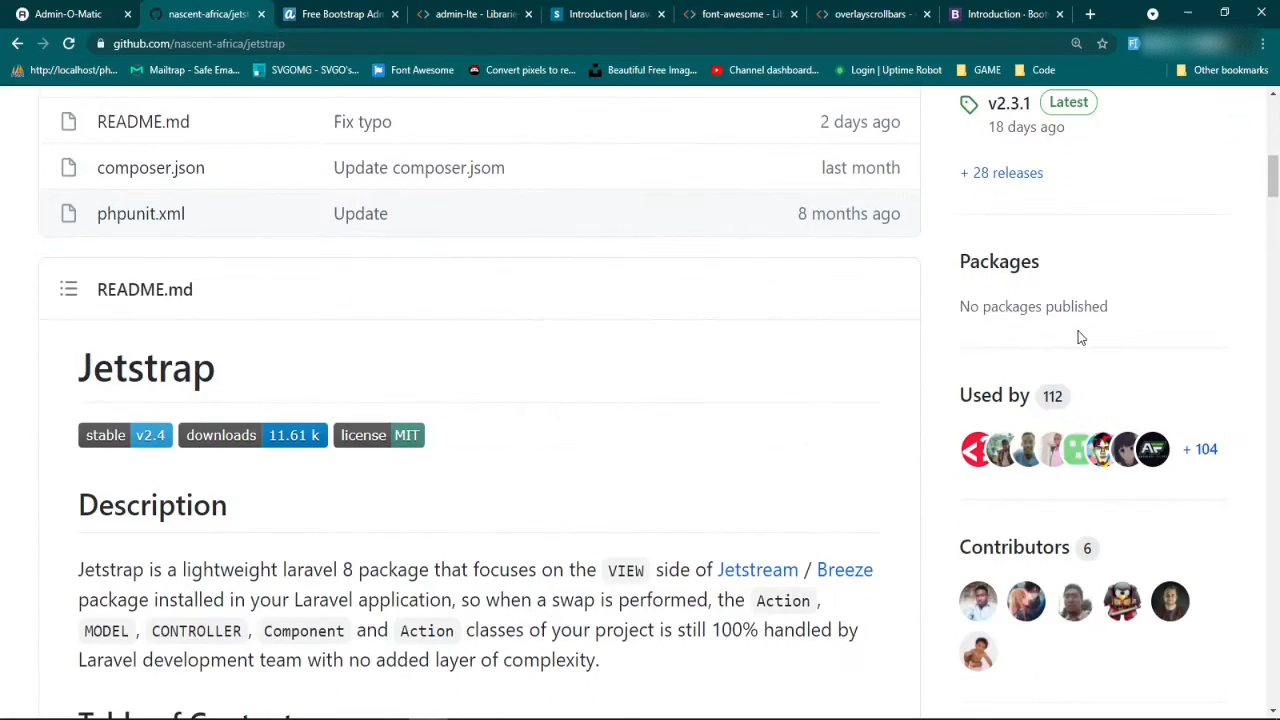 Admin-O-Matic
nascent-africa/jets
Free Bootstrap Adm
admin-lte - Librarie
Introduction | larav
font-awesome - Lib
overlayscrollbars -
Introduction · Boot
github.com/nascent-africa/jetstrap
http://localhost/ph...
Mailtrap - Safe Ema...
SVGOMG - SVGO's...
Font Awesome
Convert pixels to re...
Beautiful Free Imag...
Channel dashboard...
Login | Uptime Robot
GAME
Code
Other bookmarks
README.md Fix typo 2 days ago
composer.json Update composer.jsom last month
phpunit.xml Update 8 months ago
README.md
Jetstrap
stable v2.4 downloads 11.61 k license MIT
Description
Jetstrap is a lightweight laravel 8 package that focuses on the VIEW side of Jetstream / Breeze
package installed in your Laravel application, so when a swap is performed, the Action ,
MODEL , CONTROLLER , Component and Action classes of your project is still 100% handled by
Laravel development team with no added layer of complexity.
v2.3.1 Latest
18 days ago
+ 28 releases
Packages
No packages published
Used by 112
+ 104
Contributors 6